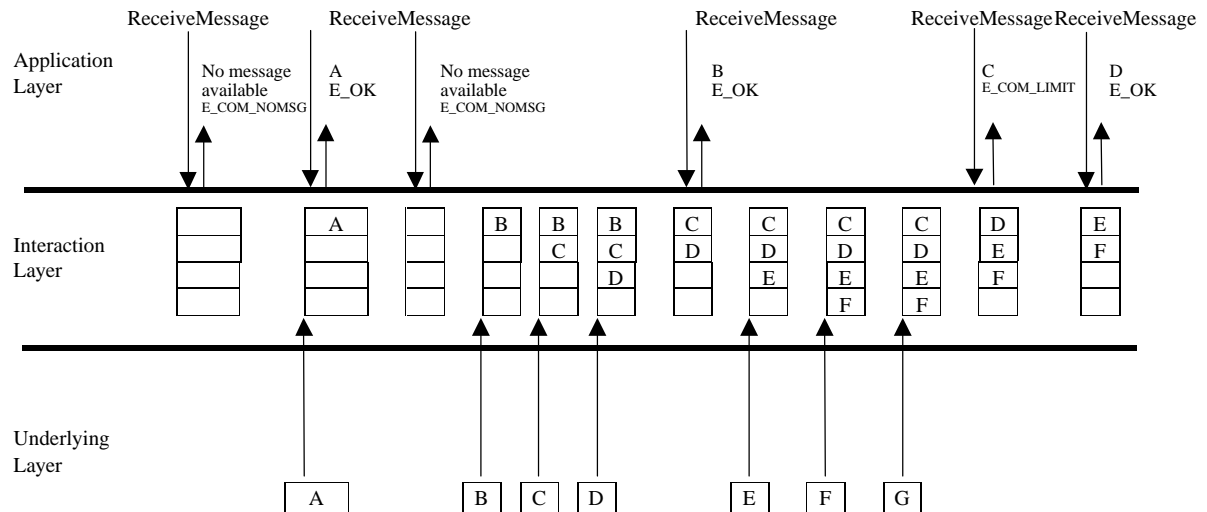 ReceiveMessage ReceiveMessage ReceiveMessage ReceiveMessage ReceiveMessage ReceiveMessage
Application
Layer
No message
available
E_COM_NOMSG
A
E_OK
No message
available
E_COM_NOMSG
B
E_OK
C
E_COM_LIMIT
D
E_OK
Interaction
Layer
A B B B C C C C D E
C C D D D D E F
D E E E F
F F
Underlying
Layer
A B C D E F G